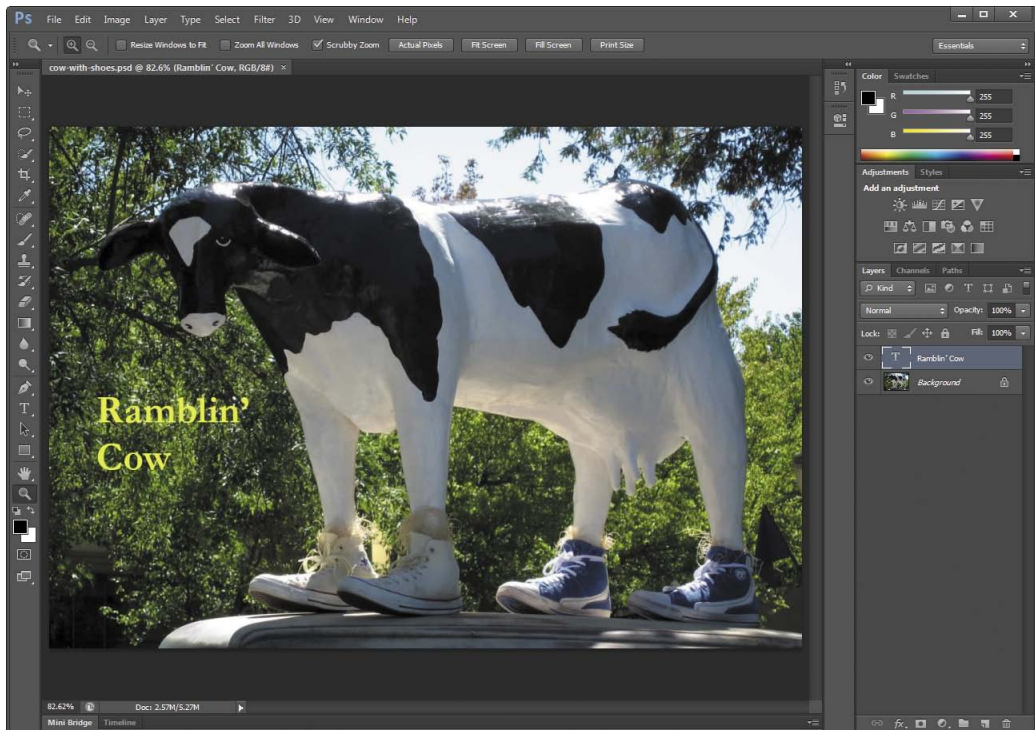 Ps File Edit Image Layer Type Select Filter 3D View Window Help
Resize Windows to Fit Zoom All Windows Scrubby Zoom Actual Pixels Fit Screen Fill Screen Print Size Essentials
cow-with-shoes.psd @ 82.6% (Ramblin' Cow, RGB/8#) ×
Color Swatches
R 255
G 255
B 255
Adjustments Styles
Add an adjustment
Layers Channels Paths
Kind
Normal Opacity: 100%
Lock: Fill: 100%
T Ramblin' Cow
Background
Ramblin’
Cow
82.62% Doc: 2.57M/5.27M
Mini Bridge Timeline
fx